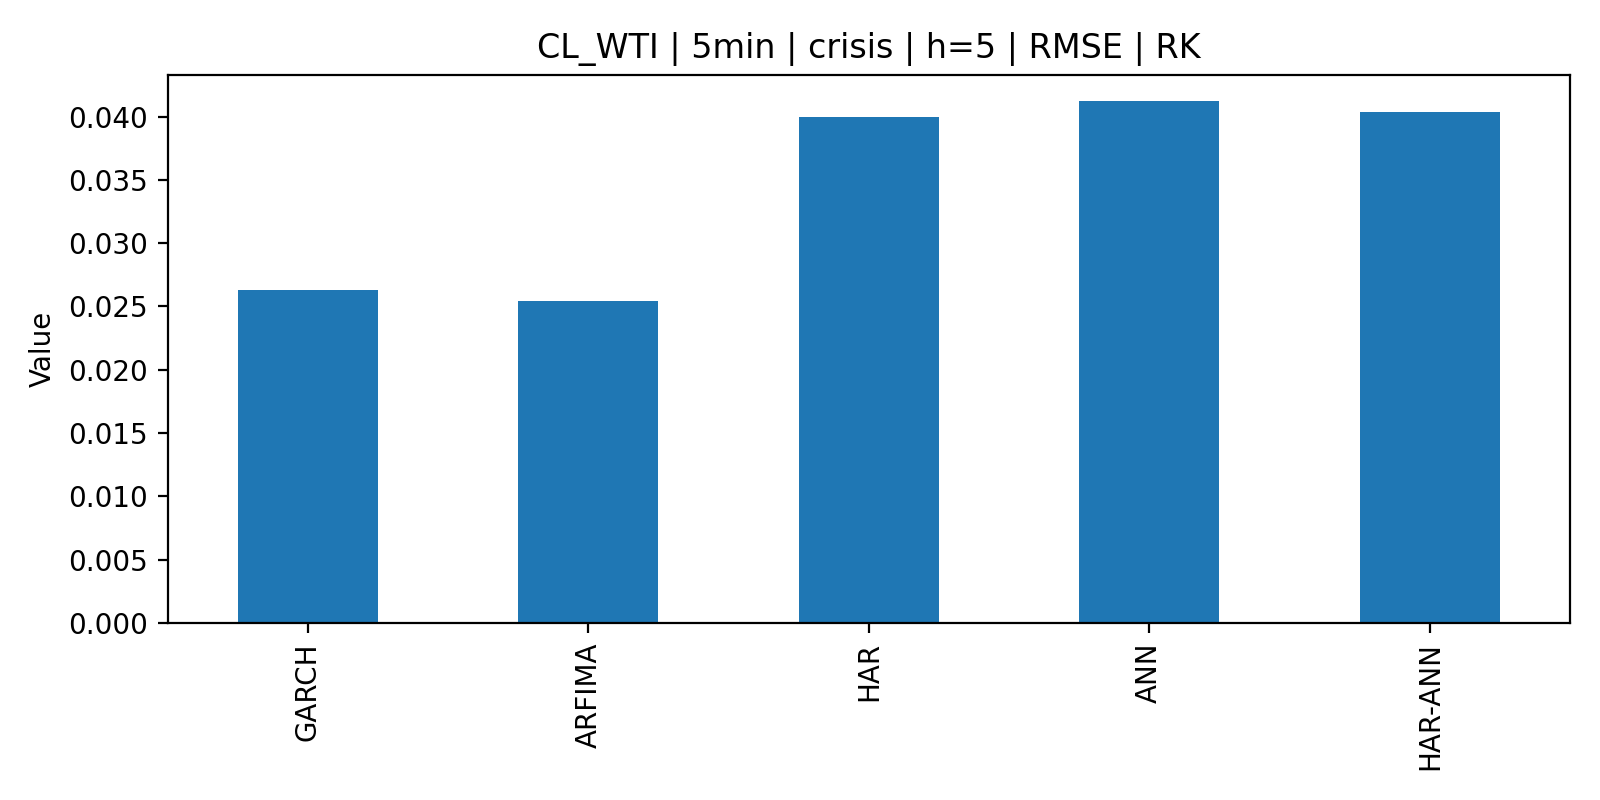 CL_WTI | 5min | crisis | h=5 | RMSE | RK
Value
0.040
0.035
0.030
0.025
0.020
0.015
0.010
0.005
0.000
GARCH
ARFIMA
HAR
ANN
HAR-ANN